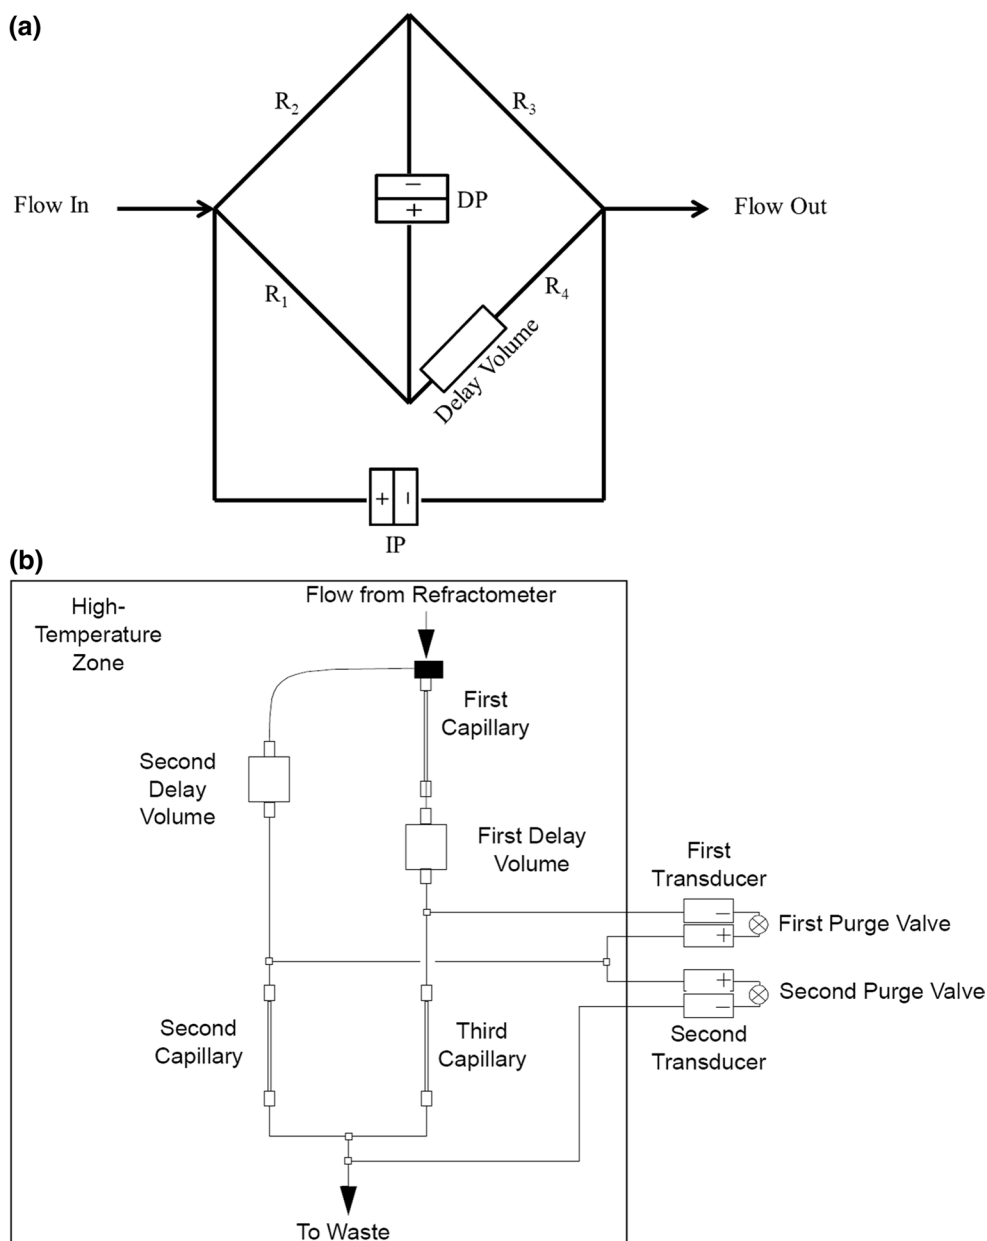 (a)
R₂
R₃
− DP
+
Flow In
Flow Out
R₁
R₄
Delay Volume
+ −
IP
(b)
Flow from Refractometer
High-
Temperature
Zone
First
Capillary
Second
Delay
Volume
First Delay
Volume
First
Transducer
−
First Purge Valve
+
+
Second Purge Valve
−
Second
Capillary
Third
Capillary
Second
Transducer
To Waste